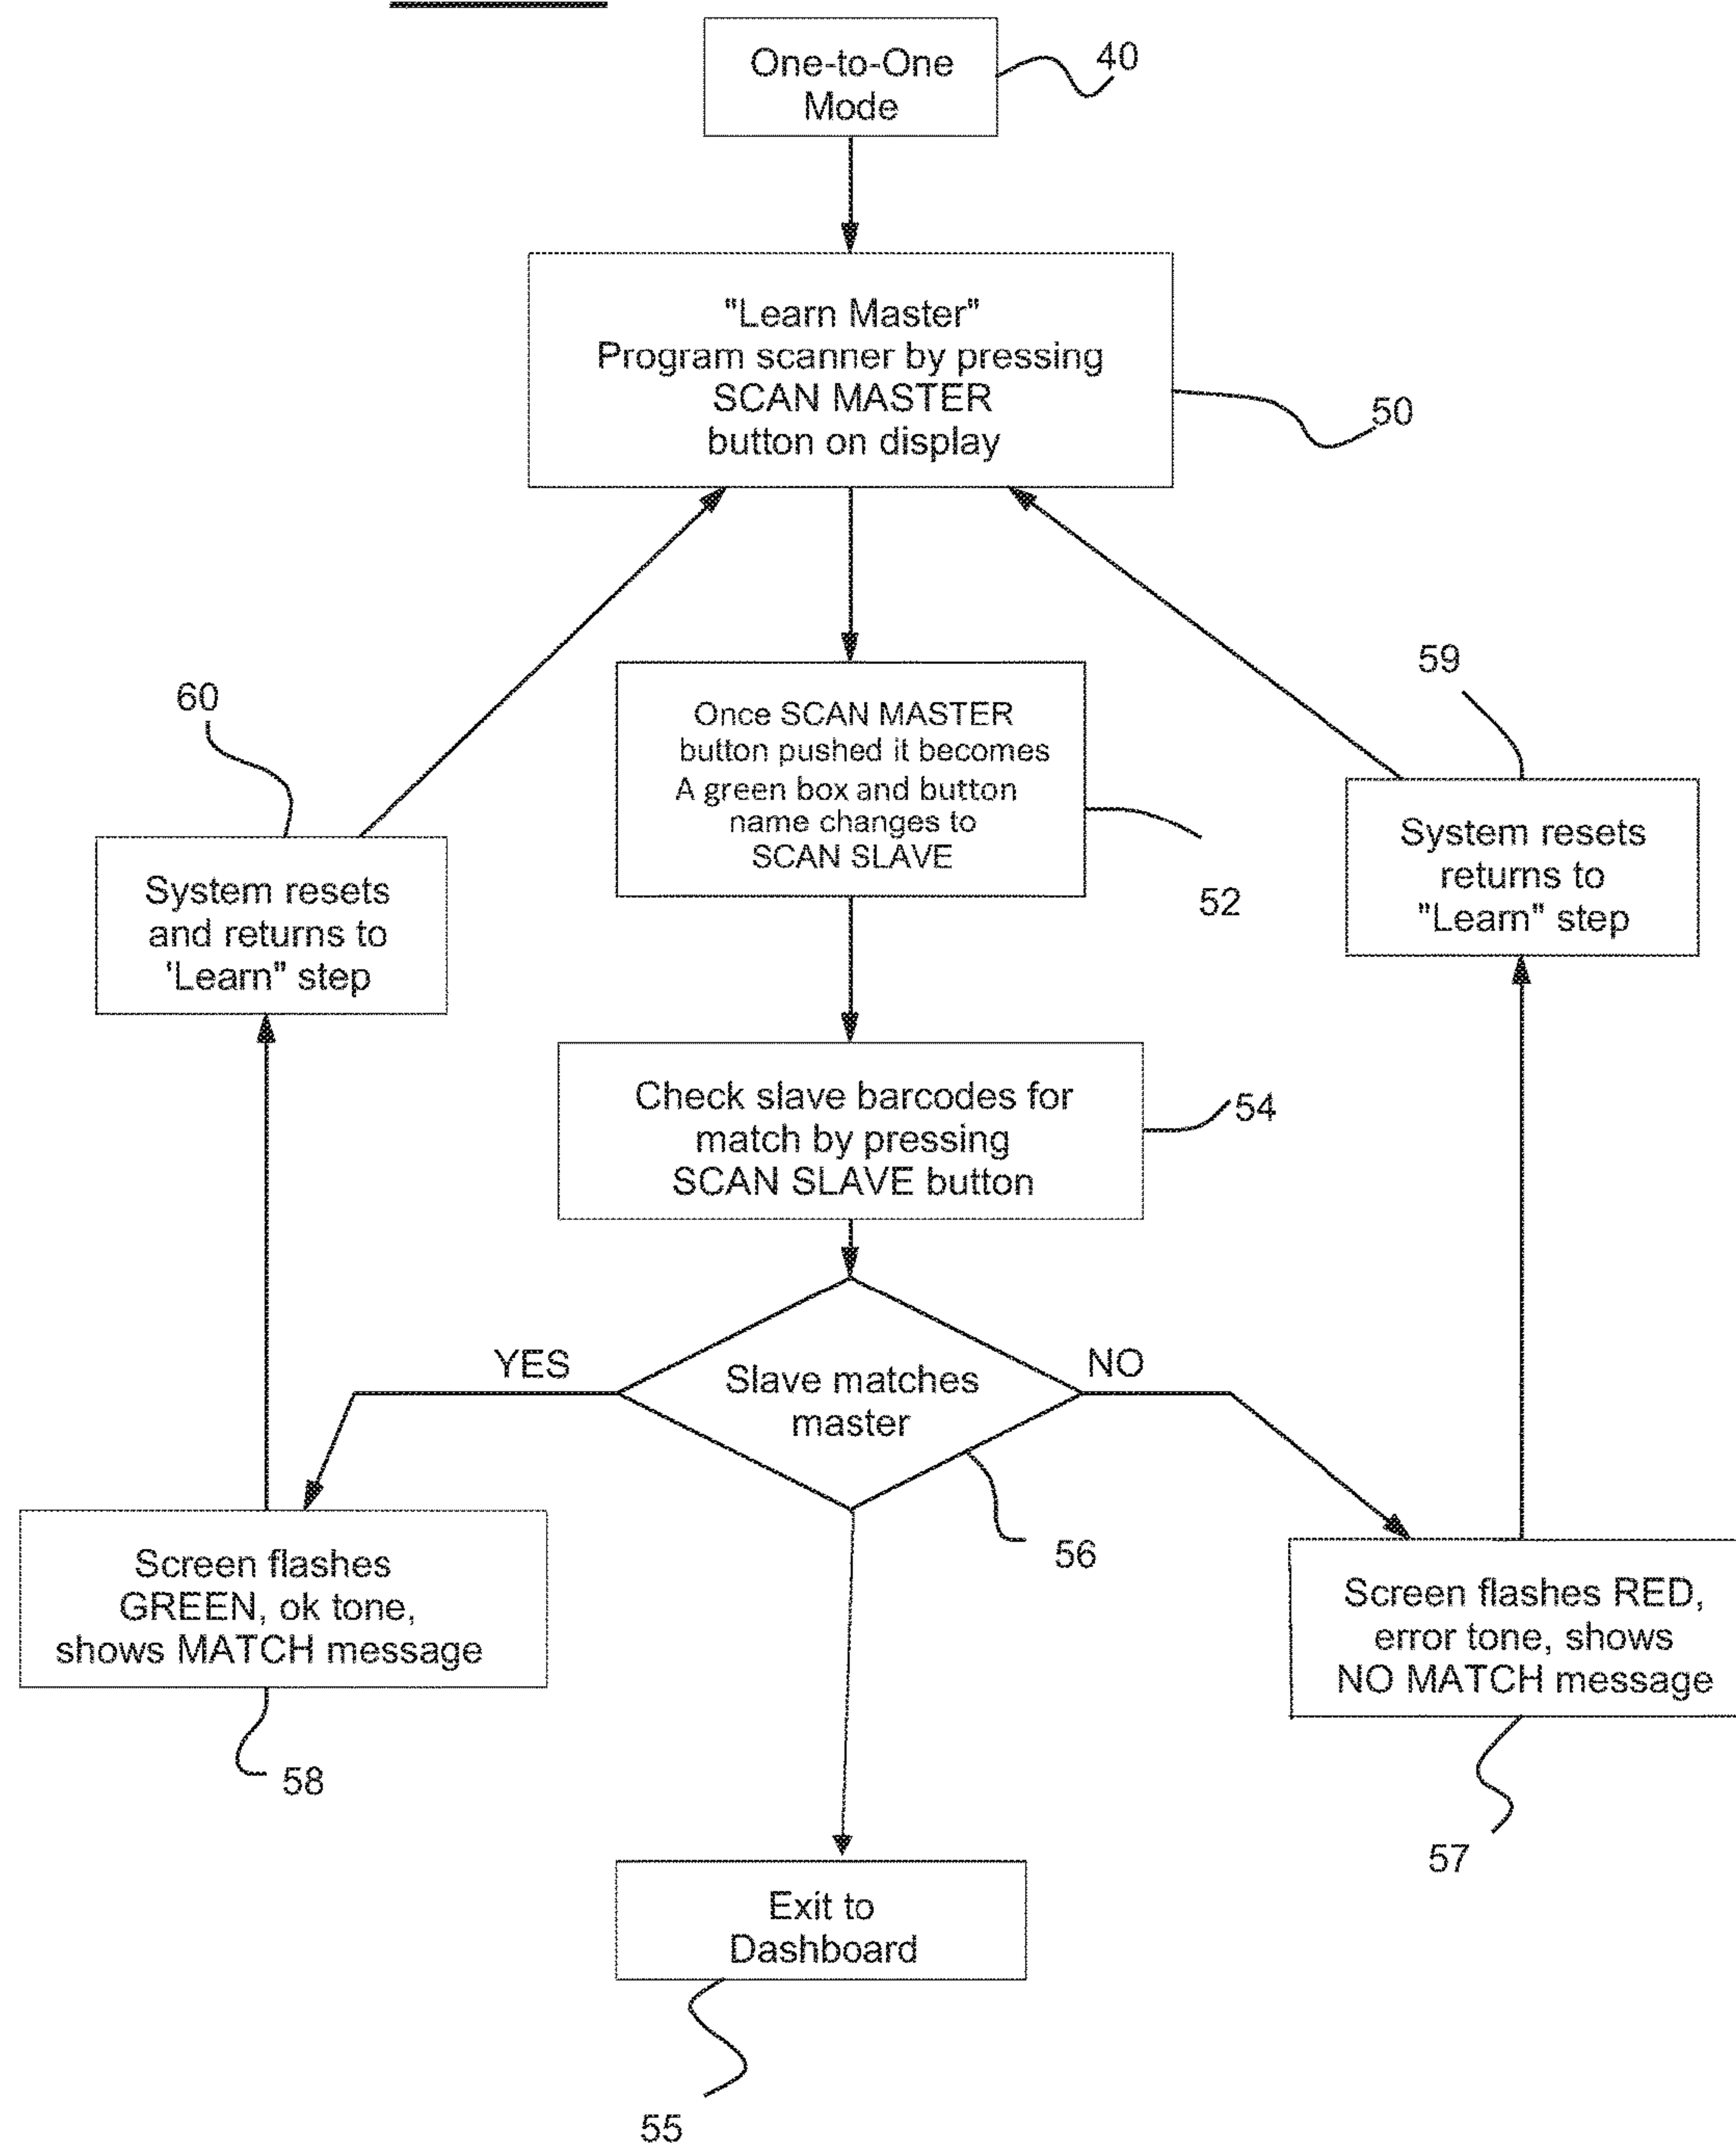 One-to-One
Mode
40
"Learn Master"
Program scanner by pressing
SCAN MASTER
button on display
50
Once SCAN MASTER
button pushed it becomes
A green box and button
name changes to
SCAN SLAVE
52
60
System resets
and returns to
'Learn" step
59
System resets
returns to
"Learn" step
Check slave barcodes for
match by pressing
SCAN SLAVE button
54
YES
Slave matches
master
NO
56
Screen flashes
GREEN, ok tone,
shows MATCH message
58
Screen flashes RED,
error tone, shows
NO MATCH message
57
Exit to
Dashboard
55